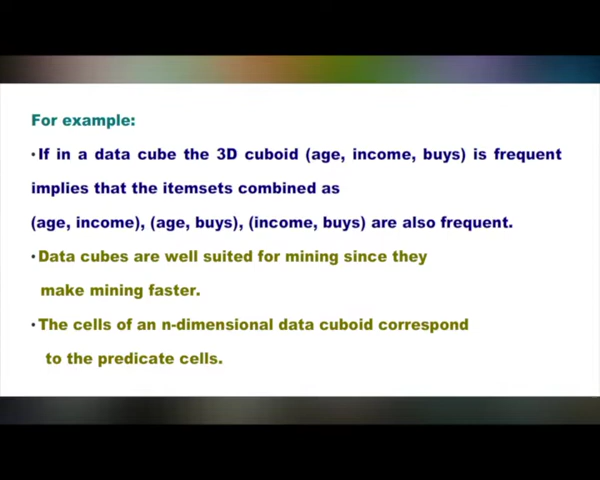 For example:
•If in a data cube the 3D cuboid (age, income, buys) is frequent
implies that the itemsets combined as
(age, income), (age, buys), (income, buys) are also frequent.
•Data cubes are well suited for mining since they
make mining faster.
•The cells of an n-dimensional data cuboid correspond
to the predicate cells.